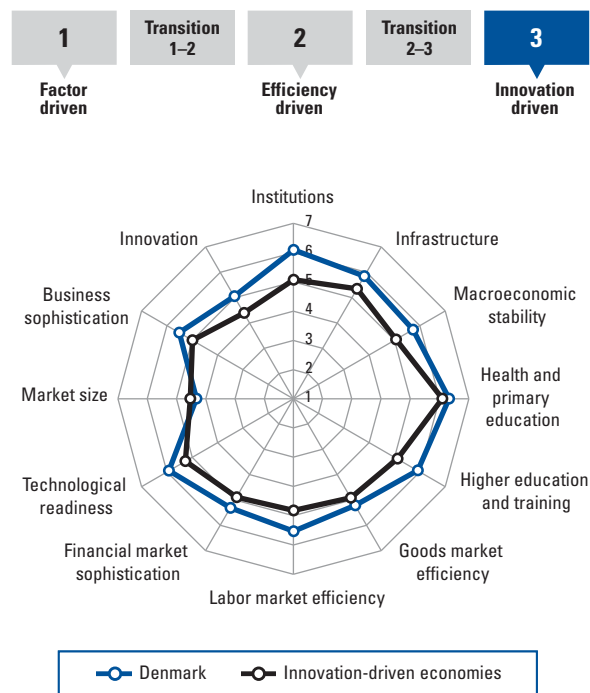 1
Transition
1–2
2
Transition
2–3
3
Factor
driven
Efficiency
driven
Innovation
driven
Institutions
7
Innovation
Infrastructure
6
Business
sophistication
Macroeconomic
stability
5
4
3
2
Market size
1
Health and
primary
education
Technological
readiness
Higher education
and training
Financial market
sophistication
Goods market
efficiency
Labor market efficiency
Denmark
Innovation-driven economies